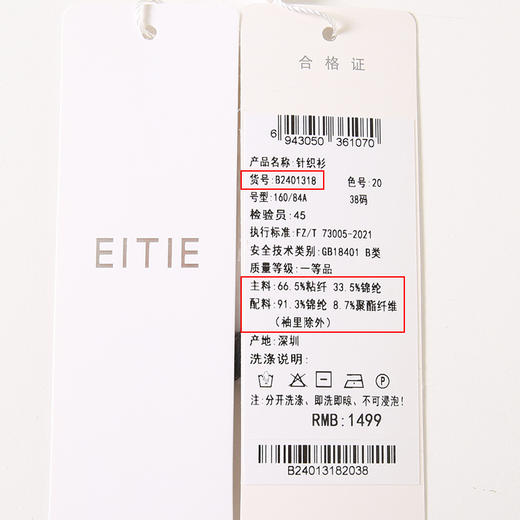 EITIE
合格证
6 943050 361070
产品名称:针织衫
货号:B2401318 色号:20
号型:160/84A 38码
检验员:45
执行标准:FZ/T 73005-2021
安全技术类别:GB18401 B类
质量等级:一等品
主料:66.5%粘纤 33.5%锦纶
配料:91.3%锦纶 8.7%聚酯纤维
(袖里除外)
产地:深圳
洗涤说明:
注:分开洗涤、即洗即晾、不可浸泡!
RMB:1499
B24013182038